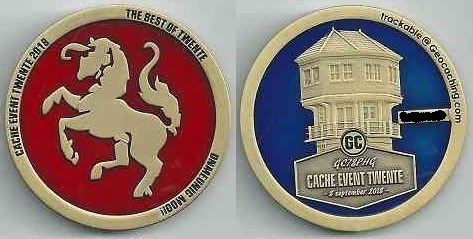 CACHE EVENT TWENTE 2018
THE BEST OF TWENTE
ONMEUNIG MOOI!
trackable @ Geocaching.com
GC
GC78PHG
CACHE EVENT TWENTE
- 8 september 2018 -